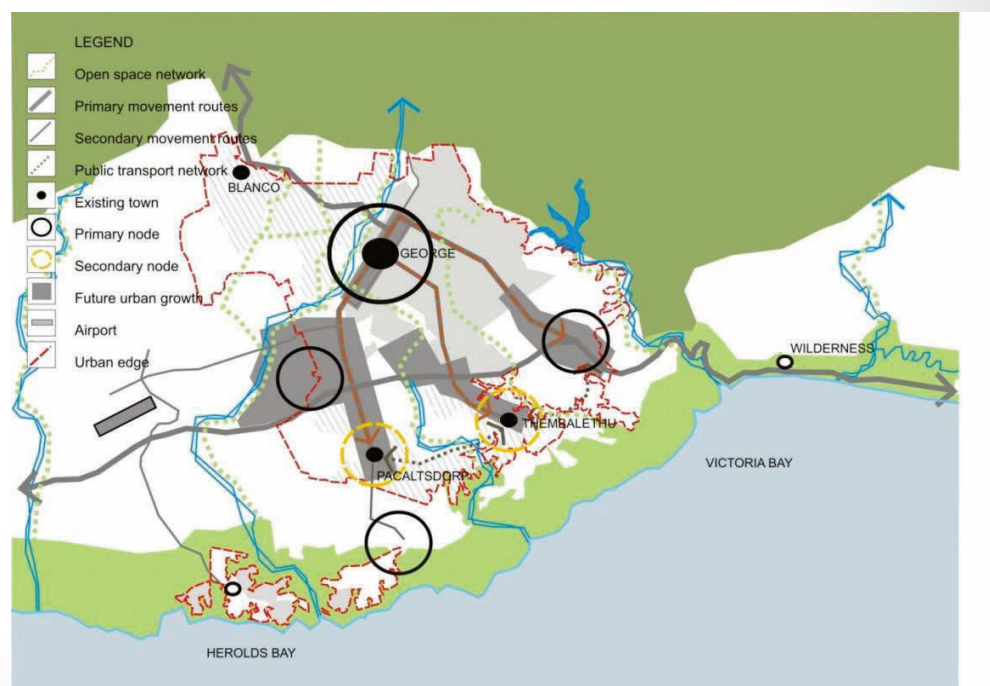 LEGEND
Open space network
Primary movement routes
Secondary movement routes
Public transport network
Existing town
Primary node
Secondary node
Future urban growth
Airport
Urban edge
BLANCO
GEORGE
WILDERNESS
THEMBALETHU
VICTORIA BAY
PACALTSDORP
HEROLDS BAY